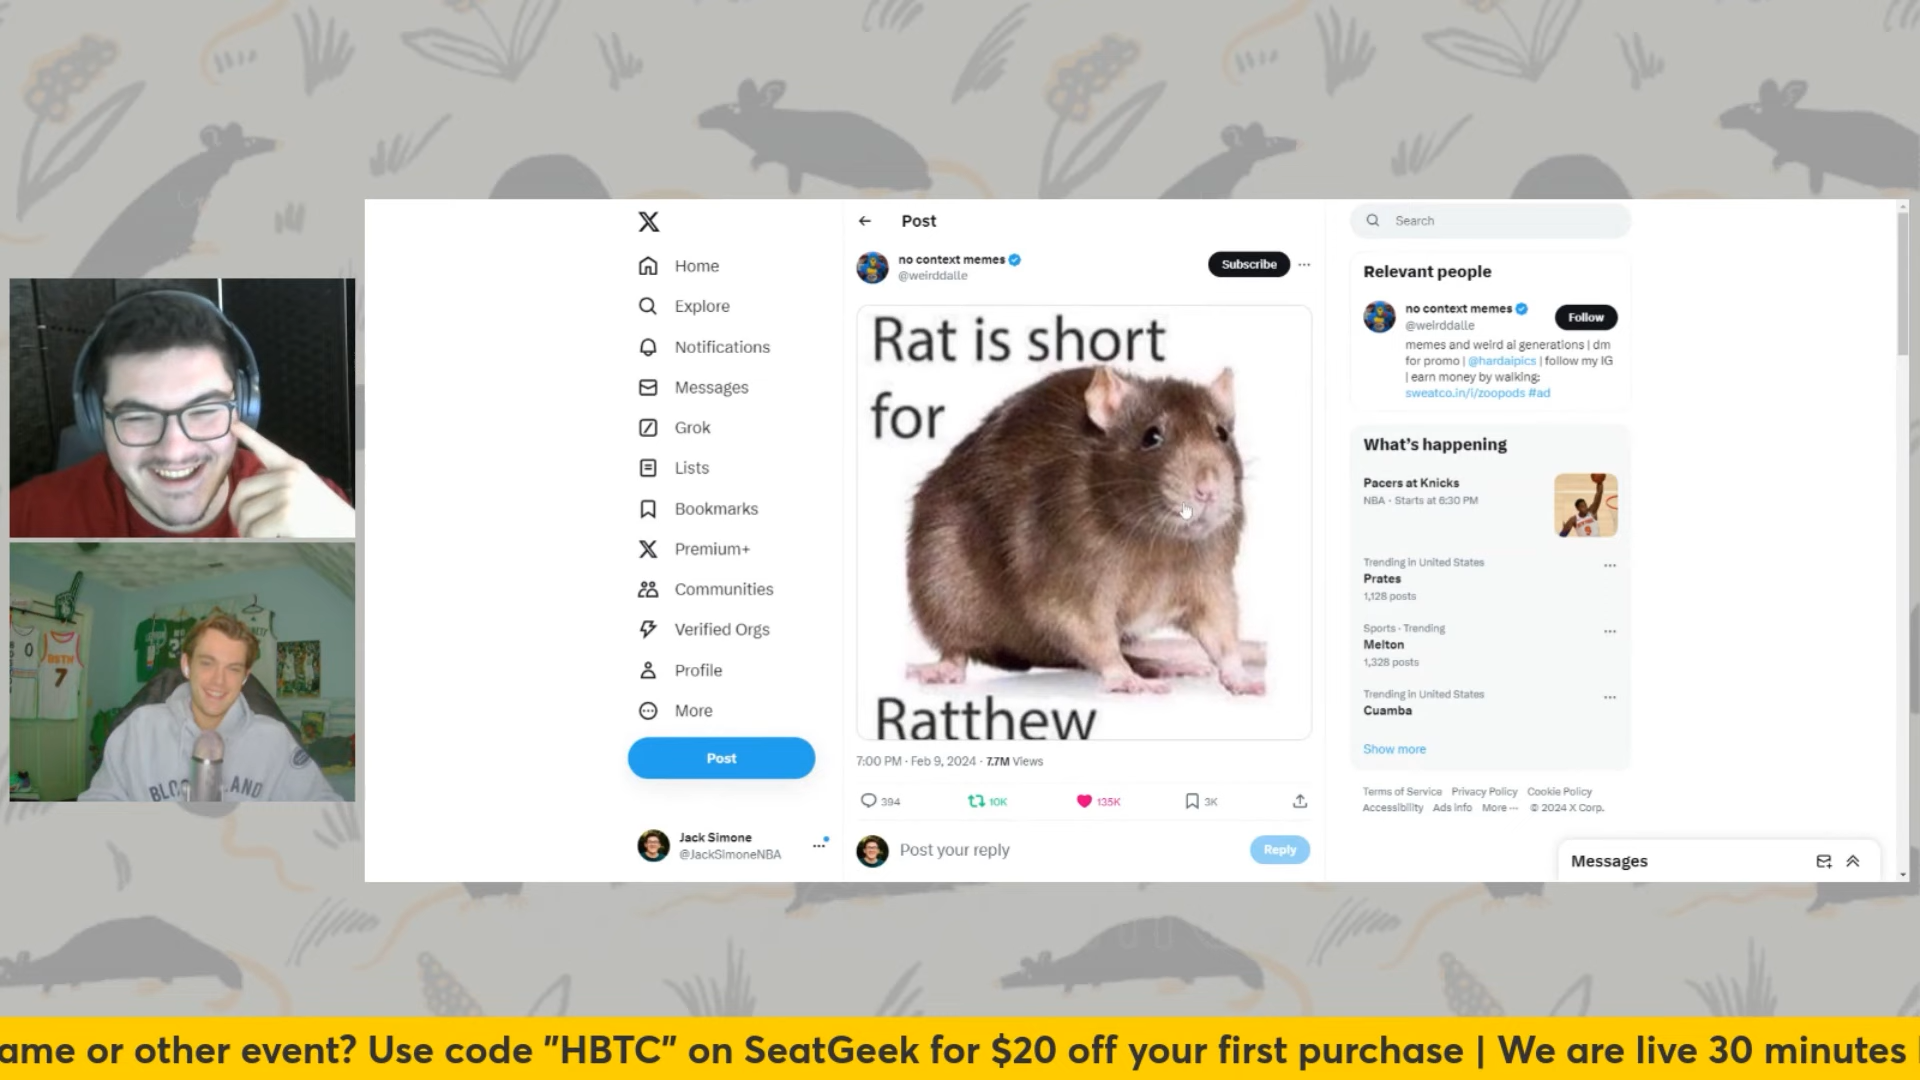 Post
no context memes
@weirddalle
Subscribe
Rat is short
for
Ratthew
7:00 PM · Feb 9, 2024 · 7.7M Views
394
10K
135K
3K
Post your reply
Reply
Home
Explore
Notifications
Messages
Grok
Lists
Bookmarks
Premium+
Communities
Verified Orgs
Profile
More
Post
Jack Simone
@JackSimoneNBA
Search
Relevant people
no context memes
@weirddalle
Follow
memes and weird ai generations | dm
for promo | @hardaipics | follow my IG
| earn money by walking:
sweatco.in/i/zoopods #ad
What's happening
Pacers at Knicks
NBA · Starts at 6:30 PM
Trending in United States
Prates
1,128 posts
Sports · Trending
Melton
1,328 posts
Trending in United States
Cuamba
Show more
Terms of Service Privacy Policy Cookie Policy
Accessibility Ads info More ··· © 2024 X Corp.
Messages
0
7
ame or other event? Use code "HBTC" on SeatGeek for $20 off your first purchase | We are live 30 minutes